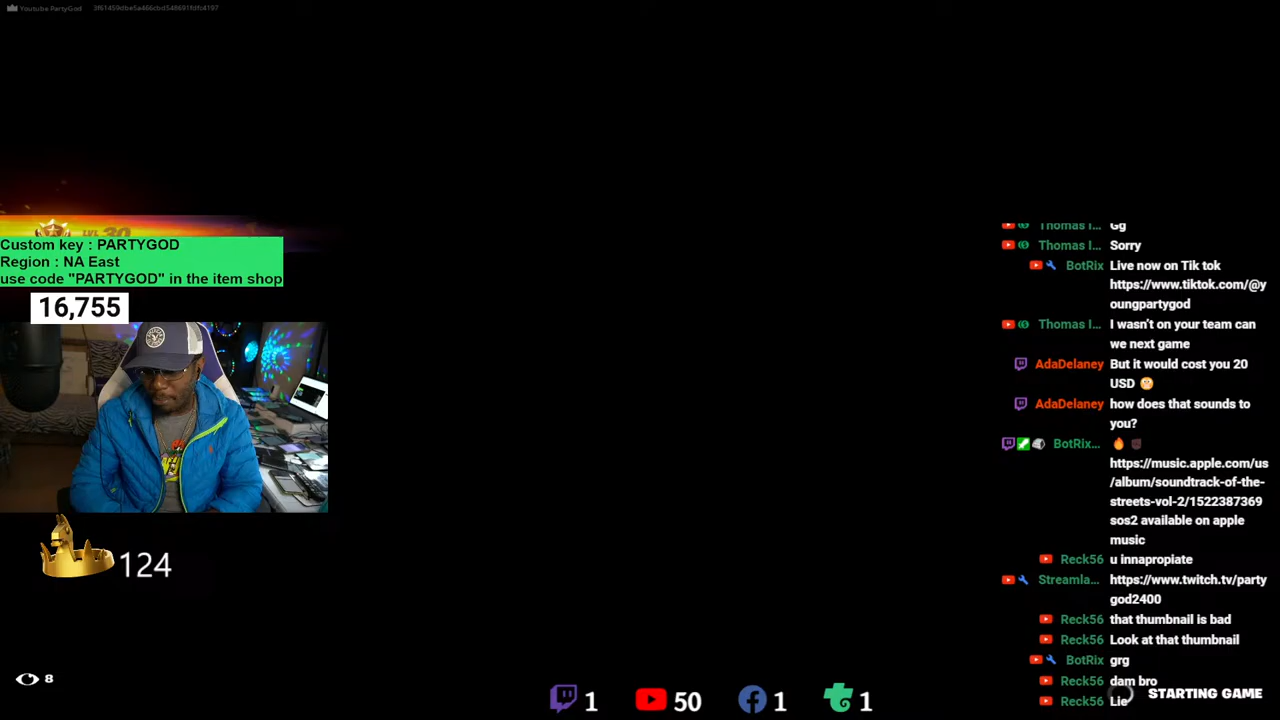 Youtube PartyGod
LVL 30
Custom key : PARTYGOD
Region : NA East
use code "PARTYGOD" in the item shop
16,755
124
8
1
50
1
1
Thomas I... Gg
Thomas I... Sorry
BotRix Live now on Tik tok
https://www.tiktok.com/@y
oungpartygod
Thomas I... I wasn't on your team can
we next game
AdaDelaney But it would cost you 20
USD
AdaDelaney how does that sounds to
you?
BotRix...
https://music.apple.com/us
/album/soundtrack-of-the-
streets-vol-2/1522387369
sos2 available on apple
music
Reck56 u innapropiate
Streamla... https://www.twitch.tv/party
god2400
Reck56 that thumbnail is bad
Reck56 Look at that thumbnail
BotRix grg
Reck56 dam bro
Reck56 Lie
STARTING GAME